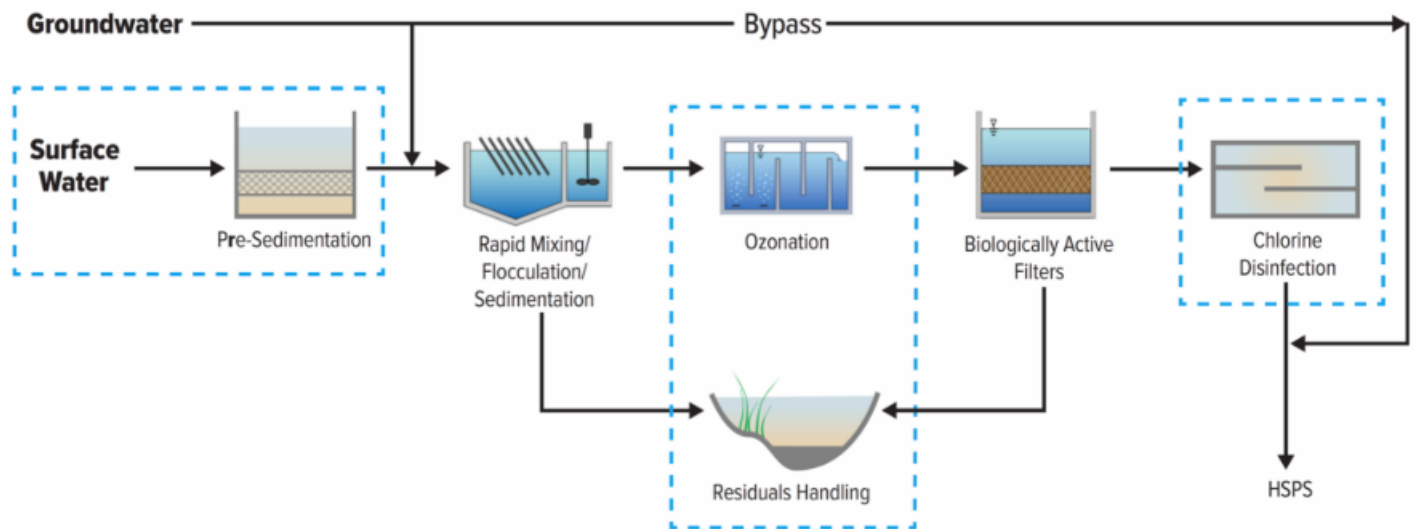 Groundwater
Bypass
Surface
Water
Pre-Sedimentation
Rapid Mixing/
Flocculation/
Sedimentation
Ozonation
Biologically Active
Filters
Chlorine
Disinfection
Residuals Handling
HSPS